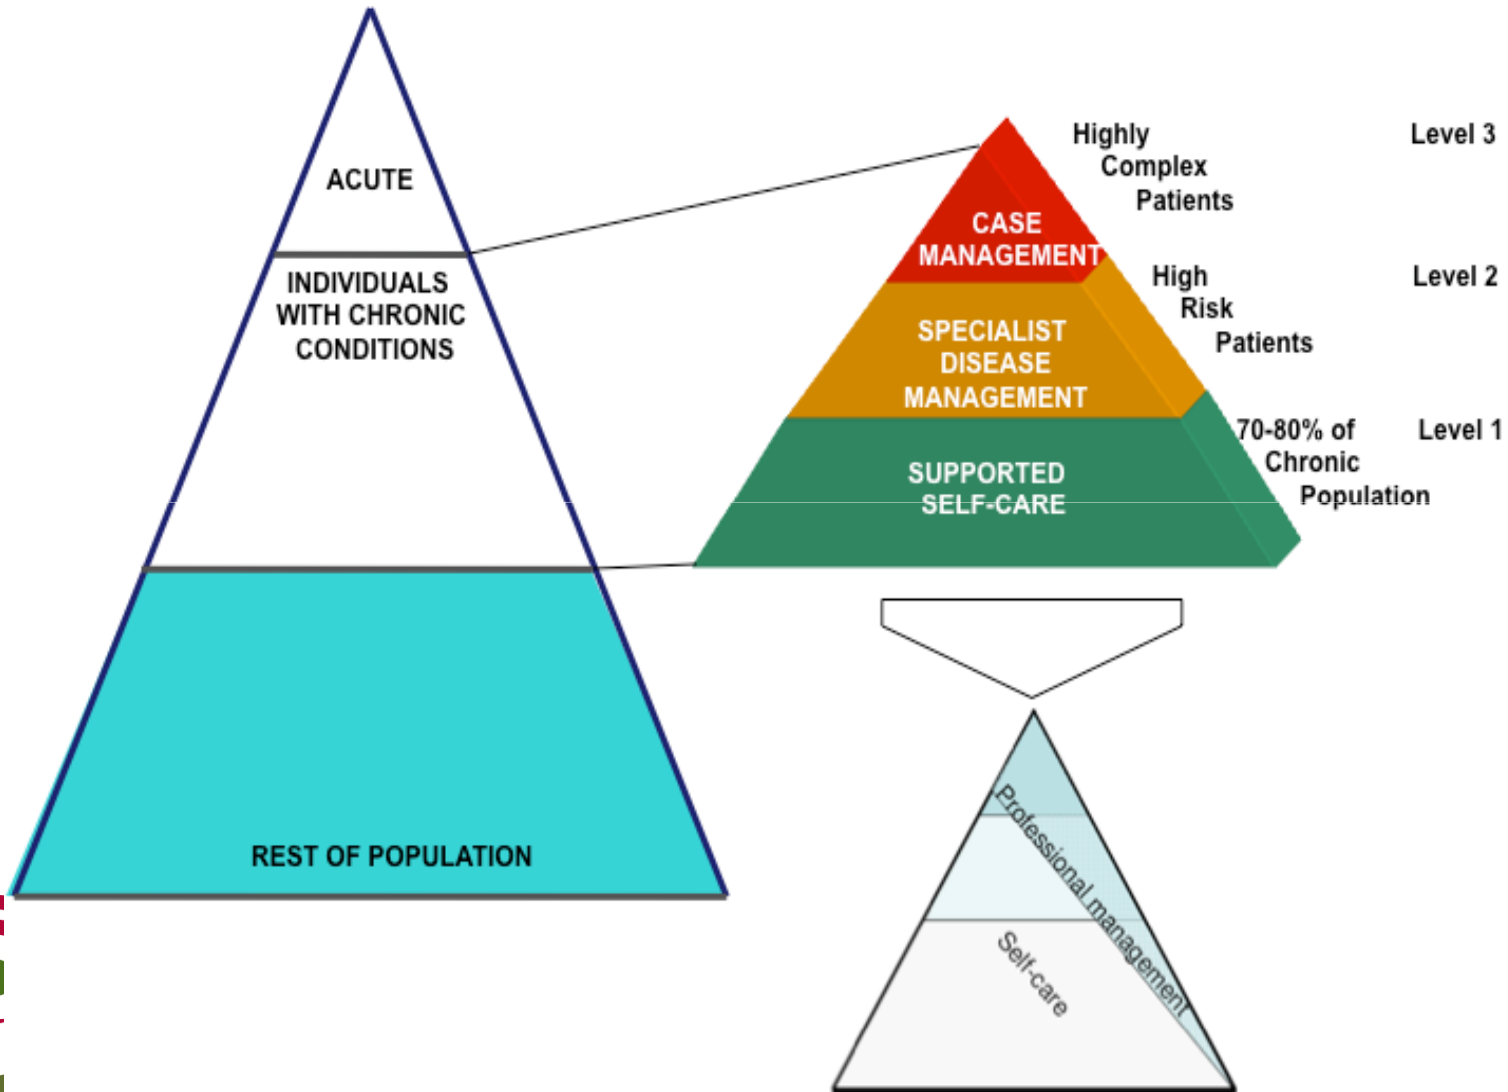 ACUTE
INDIVIDUALS
WITH CHRONIC
CONDITIONS
REST OF POPULATION
Highly
Complex
Patients
Level 3
CASE
MANAGEMENT
High
Risk
Patients
Level 2
SPECIALIST
DISEASE
MANAGEMENT
70-80% of
Chronic
Population
Level 1
SUPPORTED
SELF-CARE
Professional management
Self-care